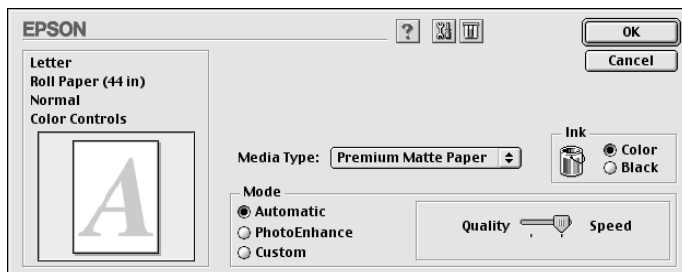 EPSON
?
OK
Cancel
Letter
Roll Paper (44 in)
Normal
Color Controls
A
Media Type: Premium Matte Paper
Ink
Color
Black
Mode
Automatic
PhotoEnhance
Custom
Quality Speed